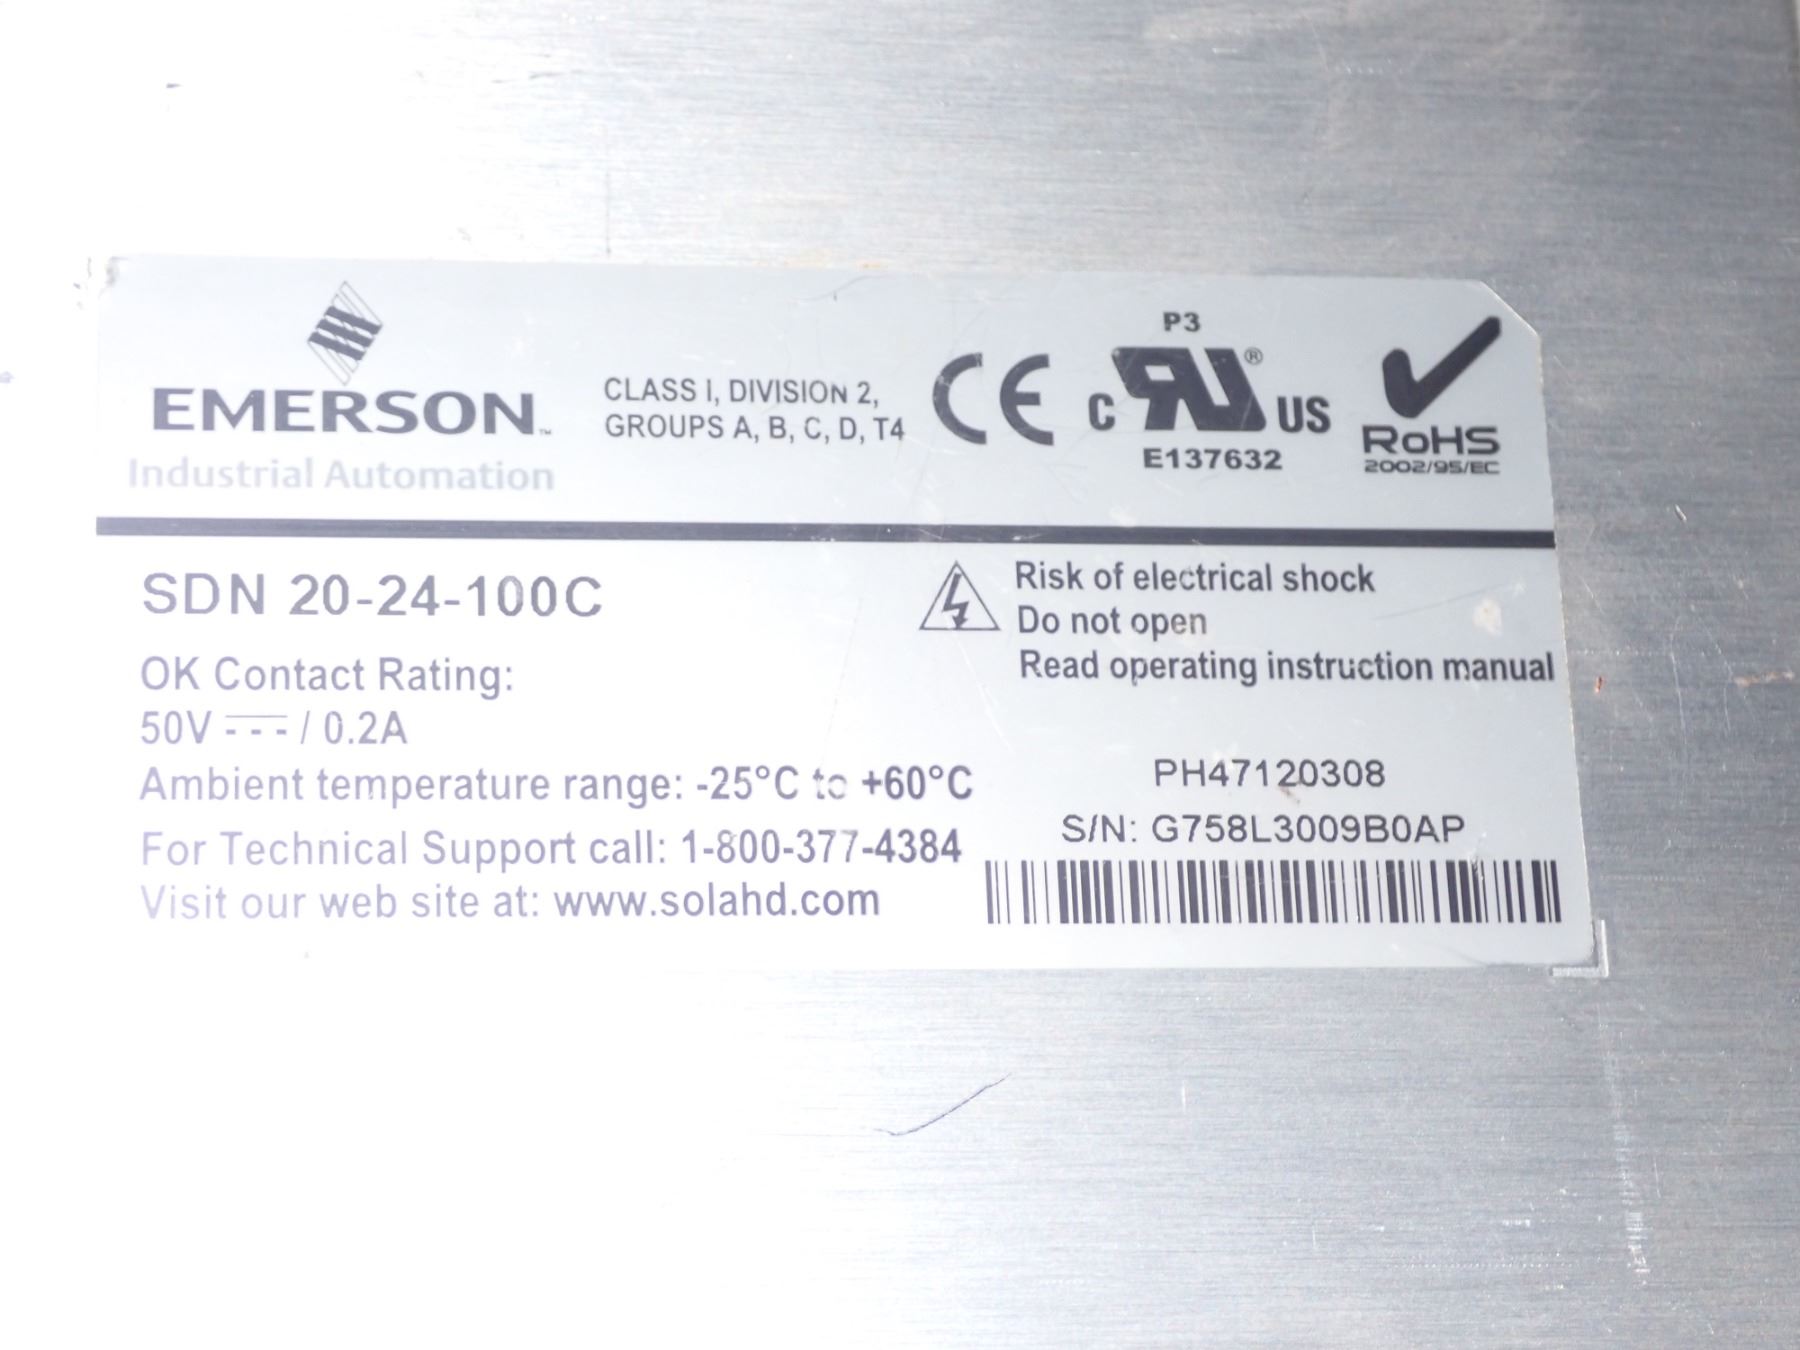 EMERSON™
Industrial Automation
CLASS I, DIVISION 2,
GROUPS A, B, C, D, T4
CE
P3
C RU® US
E137632
RoHS
2002/95/EC
SDN 20-24-100C
OK Contact Rating:
50V ⎓ / 0.2A
Ambient temperature range: -25°C to +60°C
For Technical Support call: 1-800-377-4384
Visit our web site at: www.solahd.com
Risk of electrical shock
Do not open
Read operating instruction manual
PH47120308
S/N: G758L3009B0AP